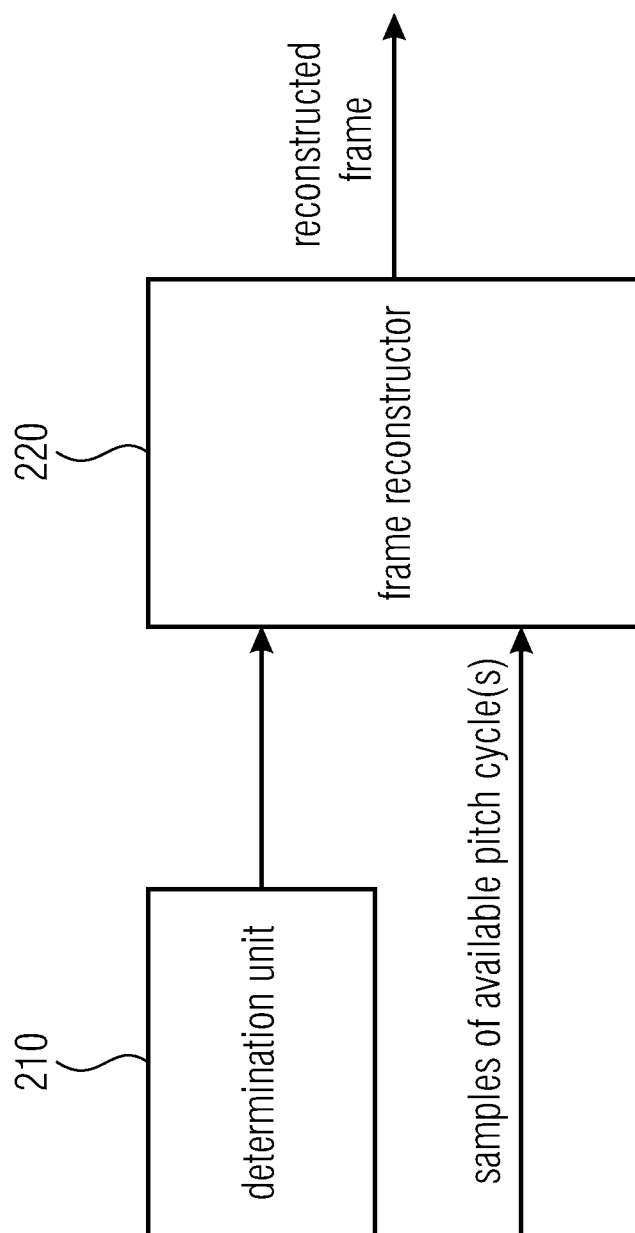 210
determination unit
samples of available pitch cycle(s)
220
frame reconstructor
reconstructed
frame